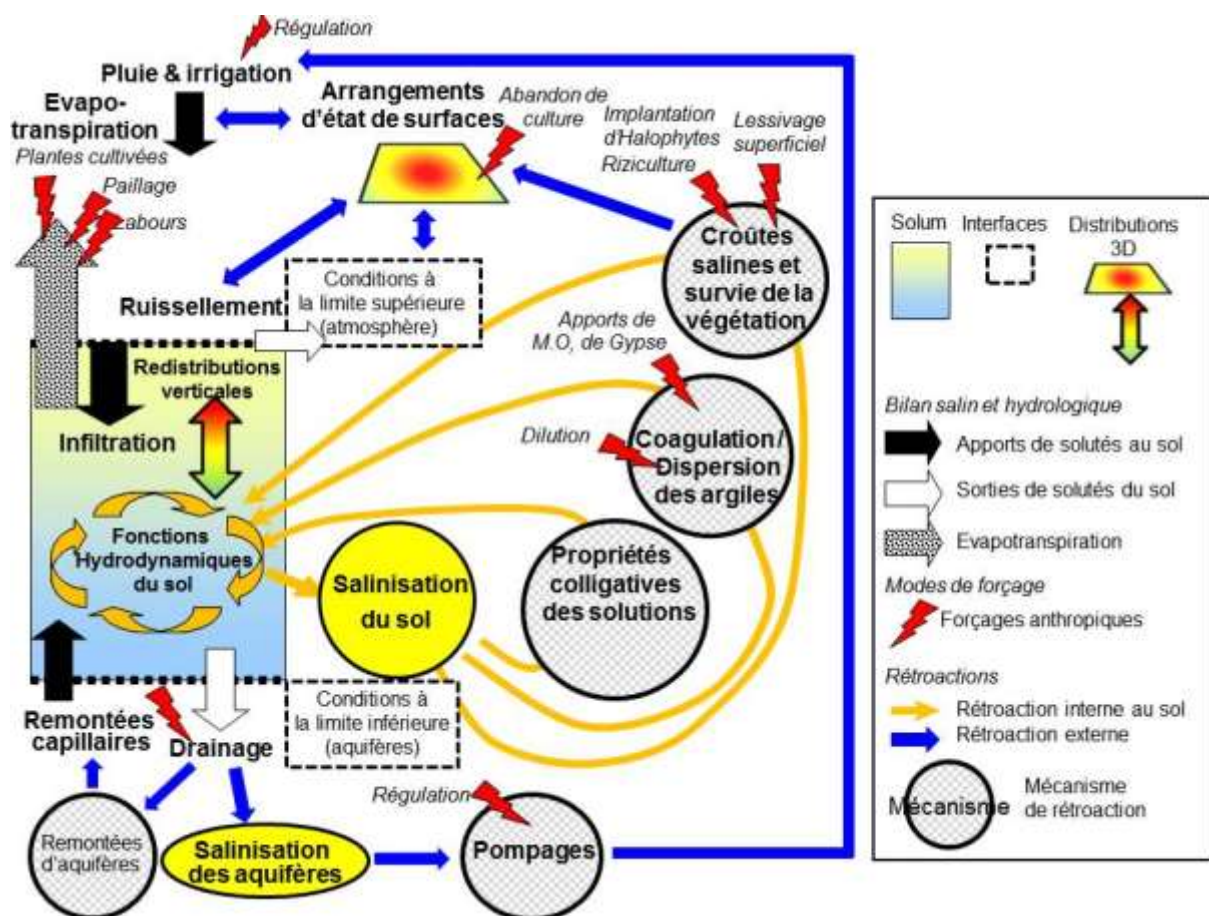 Régulation
Pluie & irrigation
Evapo-
transpiration
Plantes cultivées
Paillage
Labours
Arrangements
d'état de surfaces
Abandon de
culture
Implantation
d'Halophytes
Riziculture
Lessivage
superficiel
Croûtes
salines et
survie de la
végétation
Ruissellement
Conditions à
la limite supérieure
(atmosphère)
Apports de
M.O, de Gypse
Redistributions
verticales
Infiltration
Dilution
Coagulation/
Dispersion
des argiles
Fonctions
Hydrodynamiques
du sol
Salinisation
du sol
Propriétés
colligatives
des solutions
Conditions à
la limite inférieure
(aquifères)
Remontées
capillaires
Drainage
Régulation
Remontées
d'aquifères
Salinisation
des aquifères
Pompages
Solum
Interfaces
Distributions
3D
Bilan salin et hydrologique
Apports de solutés au sol
Sorties de solutés du sol
Evapotranspiration
Modes de forçage
Forçages anthropiques
Rétroactions
Rétroaction interne au sol
Rétroaction externe
Mécanisme
Mécanisme
de rétroaction